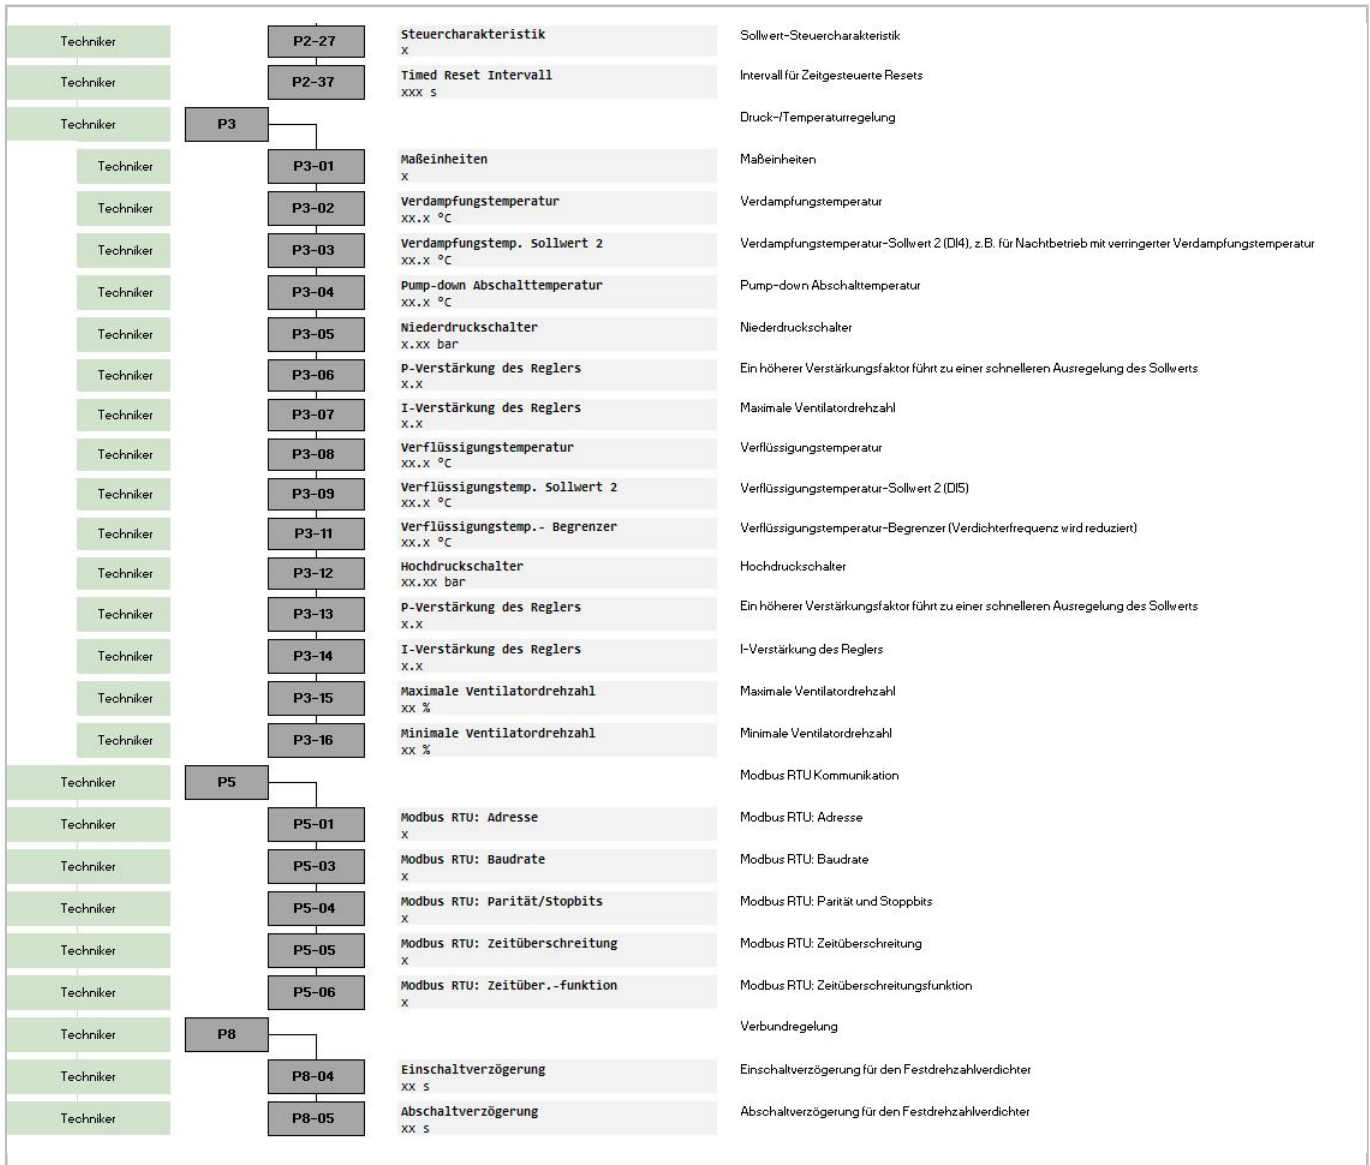 Techniker P2-27 Steuercharakteristik Sollwert-Steuercharakteristik
x
Techniker P2-37 Timed Reset Intervall Intervall für Zeitgesteuerte Resets
xxx s
Techniker P3 Druck-/Temperaturregelung
Techniker P3-01 Maßeinheiten Maßeinheiten
x
Techniker P3-02 Verdampfungstemperatur Verdampfungstemperatur
xx.x °C
Techniker P3-03 Verdampfungstemp. Sollwert 2 Verdampfungstemperatur-Sollwert 2 (DI4), z.B. für Nachtbetrieb mit verringerter Verdampfungstemperatur
xx.x °C
Techniker P3-04 Pump-down Abschalttemperatur Pump-down Abschalttemperatur
xx.x °C
Techniker P3-05 Niederdruckschalter Niederdruckschalter
x.xx bar
Techniker P3-06 P-Verstärkung des Reglers Ein höherer Verstärkungsfaktor führt zu einer schnelleren Ausregelung des Sollwerts
x.x
Techniker P3-07 I-Verstärkung des Reglers Maximale Ventilatordrehzahl
x.x
Techniker P3-08 Verflüssigungstemperatur Verflüssigungstemperatur
xx.x °C
Techniker P3-09 Verflüssigungstemp. Sollwert 2 Verflüssigungstemperatur-Sollwert 2 (DI5)
xx.x °C
Techniker P3-11 Verflüssigungstemp.- Begrenzer Verflüssigungstemperatur-Begrenzer (Verdichterfrequenz wird reduziert)
xx.x °C
Techniker P3-12 Hochdruckschalter Hochdruckschalter
xx.xx bar
Techniker P3-13 P-Verstärkung des Reglers Ein höherer Verstärkungsfaktor führt zu einer schnelleren Ausregelung des Sollwerts
x.x
Techniker P3-14 I-Verstärkung des Reglers I-Verstärkung des Reglers
x.x
Techniker P3-15 Maximale Ventilatordrehzahl Maximale Ventilatordrehzahl
xx %
Techniker P3-16 Minimale Ventilatordrehzahl Minimale Ventilatordrehzahl
xx %
Techniker P5 Modbus RTU Kommunikation
Techniker P5-01 Modbus RTU: Adresse Modbus RTU: Adresse
x
Techniker P5-03 Modbus RTU: Baudrate Modbus RTU: Baudrate
x
Techniker P5-04 Modbus RTU: Parität/Stopbits Modbus RTU: Parität und Stoppbits
x
Techniker P5-05 Modbus RTU: Zeitüberschreitung Modbus RTU: Zeitüberschreitung
x
Techniker P5-06 Modbus RTU: Zeitüber.-funktion Modbus RTU: Zeitüberschreitungsfunktion
x
Techniker P8 Verbundregelung
Techniker P8-04 Einschaltverzögerung Einschaltverzögerung für den Festdrehzahlverdichter
xx s
Techniker P8-05 Abschaltverzögerung Abschaltverzögerung für den Festdrehzahlverdichter
xx s